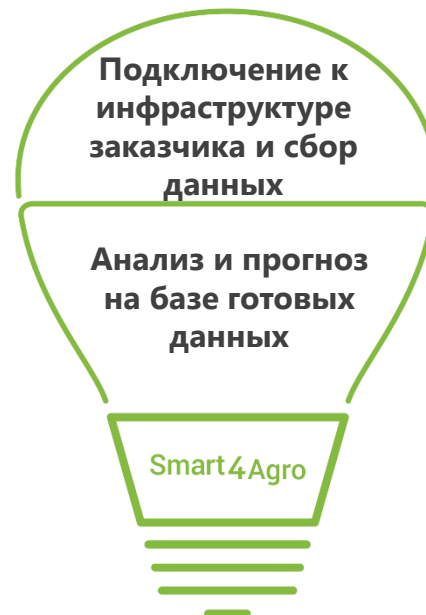 Подключение к
инфраструктуре
заказчика и сбор
данных
Анализ и прогноз
на базе готовых
данных
Smart4Agro